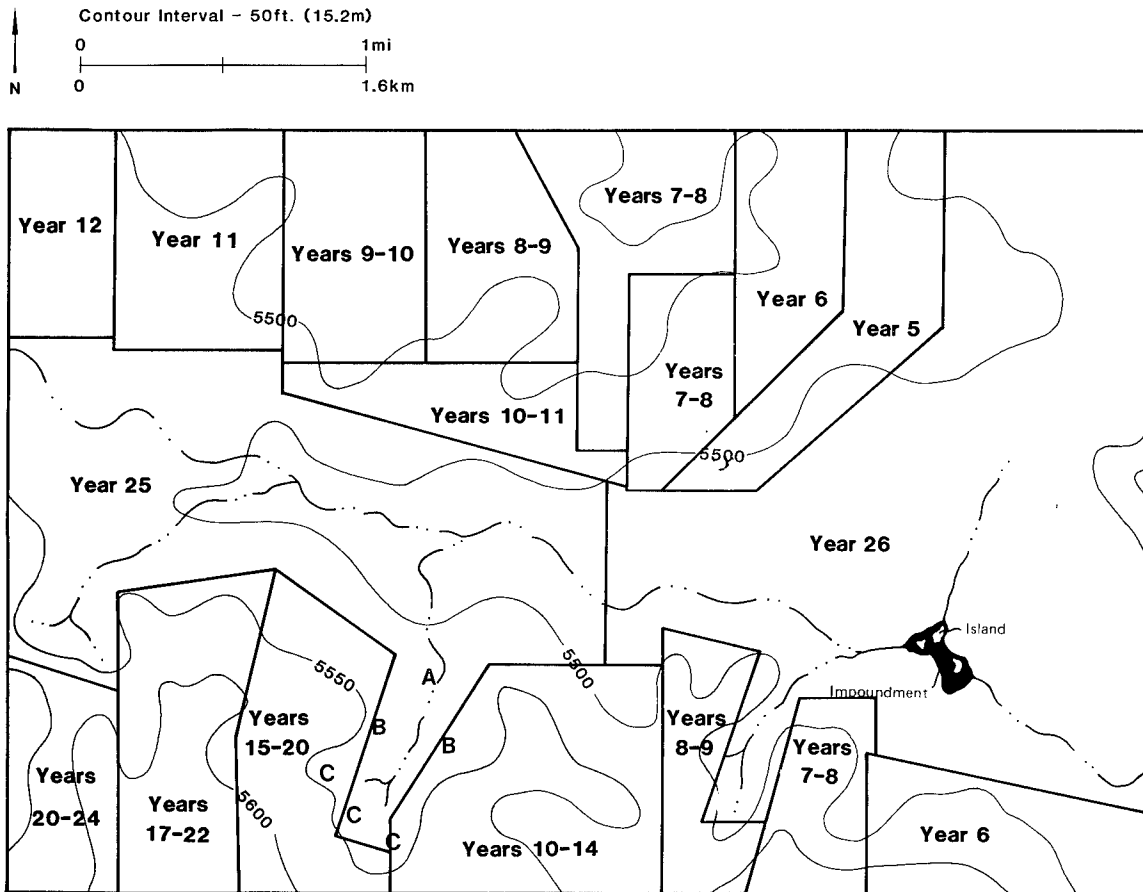 Contour Interval - 50ft. (15.2m)
0 1mi
N 0 1.6km
Year 12
Year 11
Years 9-10
Years 8-9
Years 7-8
Year 6
Year 5
5500
Years
7-8
Years 10-11
5500
Year 25
Year 26
Island
5550
A
5500
Impoundment
Years
15-20
B
B
Years
8-9
Years
7-8
C
Years
20-24
Years
17-22
5600
C
C
Years 10-14
Year 6